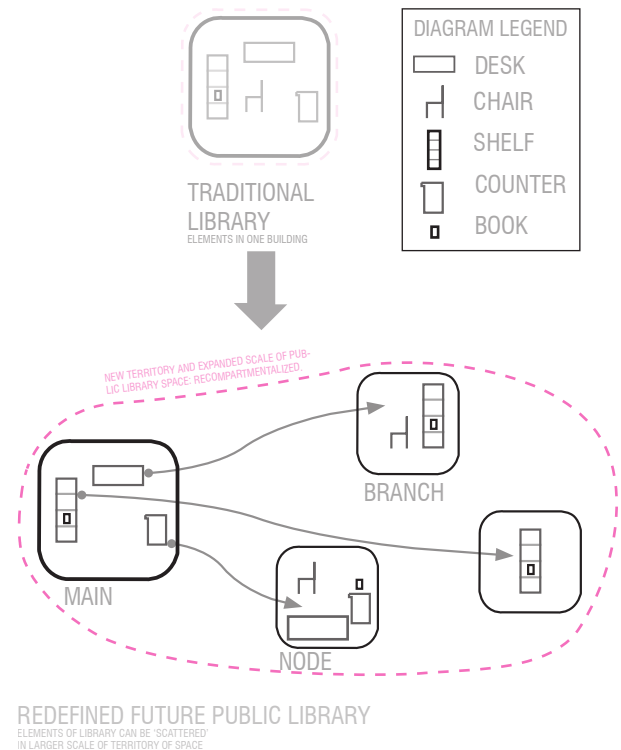 DIAGRAM LEGEND
DESK
CHAIR
SHELF
COUNTER
BOOK
TRADITIONAL
LIBRARY
ELEMENTS IN ONE BUILDING
NEW TERRITORY AND EXPANDED SCALE OF PUB-
LIC LIBRARY SPACE: RECOMPARTMENTALIZED.
BRANCH
MAIN
NODE
REDEFINED FUTURE PUBLIC LIBRARY
ELEMENTS OF LIBRARY CAN BE 'SCATTERED'
IN LARGER SCALE OF TERRITORY OF SPACE